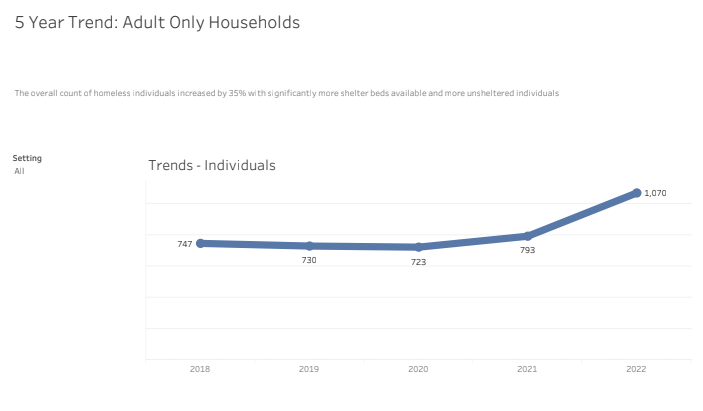 5 Year Trend: Adult Only Households
The overall count of homeless individuals increased by 35% with significantly more shelter beds available and more unsheltered individuals
Setting
All
Trends - Individuals
1,070
747
730
723
793
2018
2019
2020
2021
2022